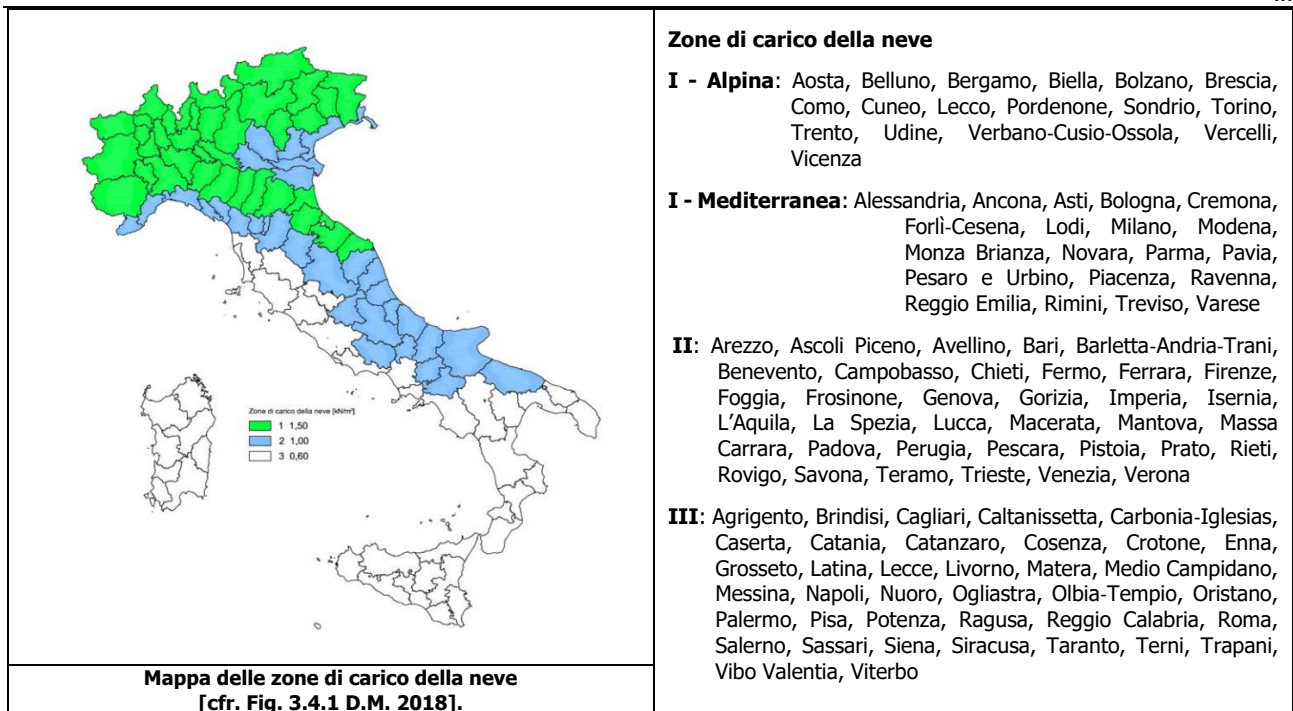 Zone di carico della neve [kN/m²]
1 1,50
2 1,00
3 0,60
Mappa delle zone di carico della neve
[cfr. Fig. 3.4.1 D.M. 2018].
Zone di carico della neve
I - Alpina: Aosta, Belluno, Bergamo, Biella, Bolzano, Brescia,
Como, Cuneo, Lecco, Pordenone, Sondrio, Torino,
Trento, Udine, Verbano-Cusio-Ossola, Vercelli,
Vicenza
I - Mediterranea: Alessandria, Ancona, Asti, Bologna, Cremona,
Forlì-Cesena, Lodi, Milano, Modena,
Monza Brianza, Novara, Parma, Pavia,
Pesaro e Urbino, Piacenza, Ravenna,
Reggio Emilia, Rimini, Treviso, Varese
II: Arezzo, Ascoli Piceno, Avellino, Bari, Barletta-Andria-Trani,
Benevento, Campobasso, Chieti, Fermo, Ferrara, Firenze,
Foggia, Frosinone, Genova, Gorizia, Imperia, Isernia,
L'Aquila, La Spezia, Lucca, Macerata, Mantova, Massa
Carrara, Padova, Perugia, Pescara, Pistoia, Prato, Rieti,
Rovigo, Savona, Teramo, Trieste, Venezia, Verona
III: Agrigento, Brindisi, Cagliari, Caltanissetta, Carbonia-Iglesias,
Caserta, Catania, Catanzaro, Cosenza, Crotone, Enna,
Grosseto, Latina, Lecce, Livorno, Matera, Medio Campidano,
Messina, Napoli, Nuoro, Ogliastra, Olbia-Tempio, Oristano,
Palermo, Pisa, Potenza, Ragusa, Reggio Calabria, Roma,
Salerno, Sassari, Siena, Siracusa, Taranto, Terni, Trapani,
Vibo Valentia, Viterbo